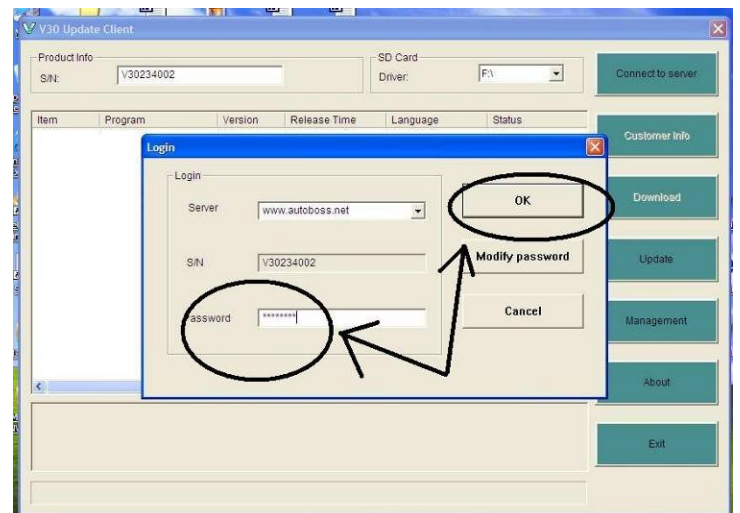 V30 Update Client
Product Info
S/N:
V30234002
SD Card
Driver:
F:\
Connect to server
Item Program Version Release Time Language Status
Customer Info
Login
Login
Server
www.autoboss.net
OK
Download
S/N
V30234002
Modify password
Update
assword
********
Cancel
Management
About
Exit